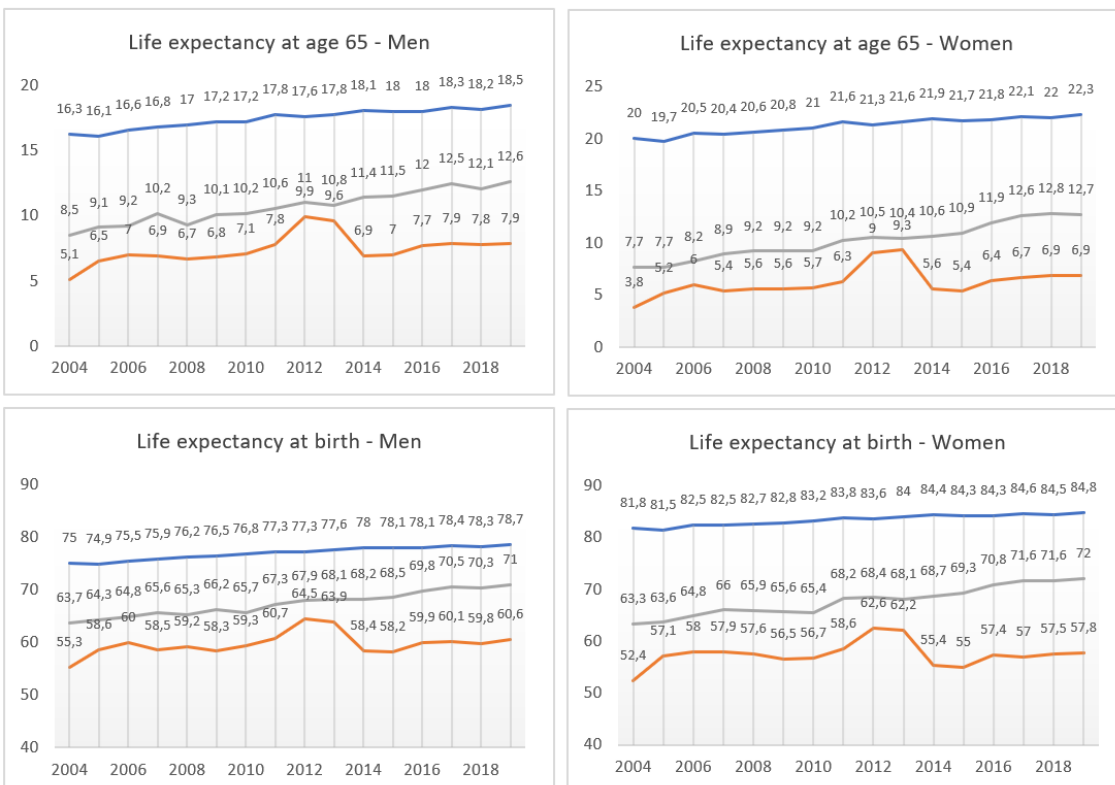 Life expectancy at age 65 - Men
20
15
10
5
0
16,3 16,1 16,6 16,8 17 17,2 17,2 17,8 17,6 17,8 18,1 18 18 18,3 18,2 18,5
8,5 9,1 9,2 10,2 9,3 10,1 10,2 10,6 11 10,8 11,4 11,5 12 12,5 12,1 12,6
5,1 6,5 7 6,9 6,7 6,8 7,1 7,8 9,9 9,6 6,9 7 7,7 7,9 7,8 7,9
2004 2006 2008 2010 2012 2014 2016 2018
Life expectancy at age 65 - Women
25
20
15
10
5
0
20 19,7 20,5 20,4 20,6 20,8 21 21,6 21,3 21,6 21,9 21,7 21,8 22,1 22 22,3
7,7 7,7 8,2 8,9 9,2 9,2 9,2 10,2 10,5 10,4 10,6 10,9 11,9 12,6 12,8 12,7
3,8 5,2 6 5,4 5,6 5,6 5,7 6,3 9 9,3 5,6 5,4 6,4 6,7 6,9 6,9
2004 2006 2008 2010 2012 2014 2016 2018
Life expectancy at birth - Men
90
80
70
60
50
40
75 74,9 75,5 75,9 76,2 76,5 76,8 77,3 77,3 77,6 78 78,1 78,1 78,4 78,3 78,7
63,7 64,3 64,8 65,6 65,3 66,2 65,7 67,3 67,9 68,1 68,2 68,5 69,8 70,5 70,3 71
55,3 58,6 60 58,5 59,2 58,3 59,3 60,7 64,5 63,9 58,4 58,2 59,9 60,1 59,8 60,6
2004 2006 2008 2010 2012 2014 2016 2018
Life expectancy at birth - Women
90
80
70
60
50
40
81,8 81,5 82,5 82,5 82,7 82,8 83,2 83,8 83,6 84 84,4 84,3 84,3 84,6 84,5 84,8
63,3 63,6 64,8 66 65,9 65,6 65,4 68,2 68,4 68,1 68,7 69,3 70,8 71,6 71,6 72
52,4 57,1 58 57,9 57,6 56,5 56,7 58,6 62,6 62,2 55,4 55 57,4 57 57,5 57,8
2004 2006 2008 2010 2012 2014 2016 2018